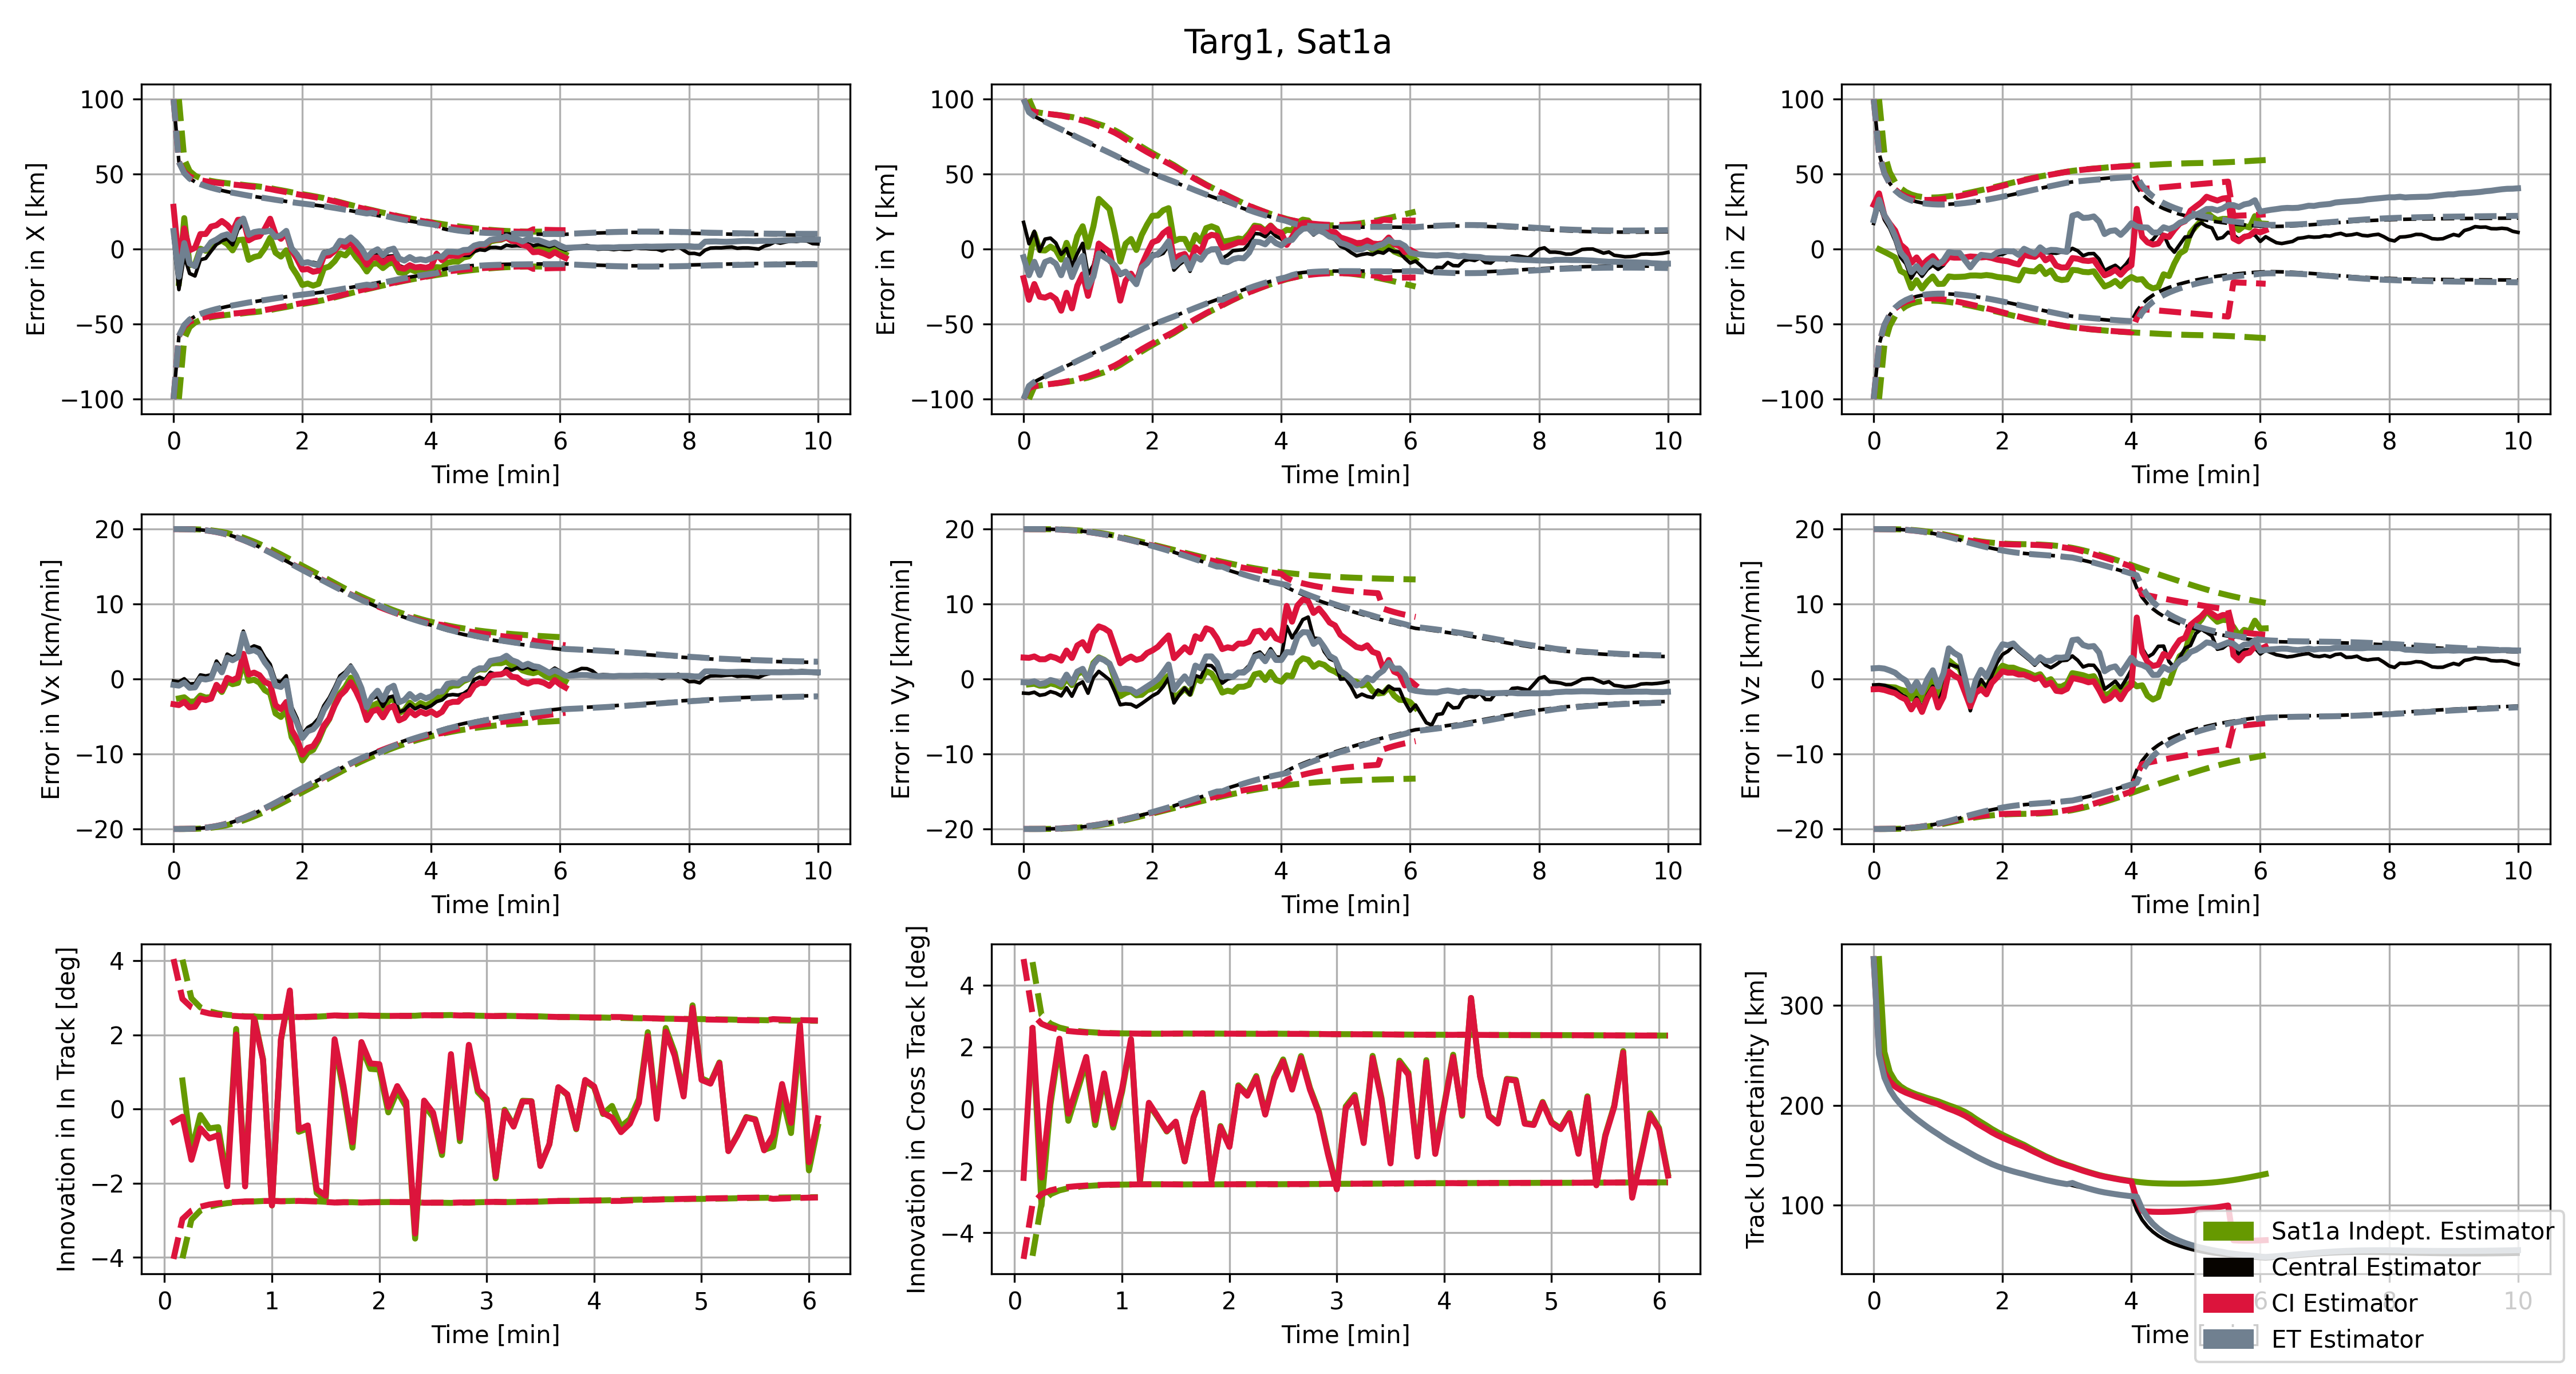 Targ1, Sat1a
Error in X [km]
100
50
0
−50
−100
0 2 4 6 8 10
Time [min]
Error in Y [km]
100
50
0
−50
−100
0 2 4 6 8 10
Time [min]
Error in Z [km]
100
50
0
−50
−100
0 2 4 6 8 10
Time [min]
Error in Vx [km/min]
20
10
0
−10
−20
0 2 4 6 8 10
Time [min]
Error in Vy [km/min]
20
10
0
−10
−20
0 2 4 6 8 10
Time [min]
Error in Vz [km/min]
20
10
0
−10
−20
0 2 4 6 8 10
Time [min]
Innovation in In Track [deg]
4
2
0
−2
−4
0 1 2 3 4 5 6
Time [min]
Innovation in Cross Track [deg]
4
2
0
−2
−4
0 1 2 3 4 5 6
Time [min]
Track Uncertainity [km]
300
200
100
0 2 4 6 8 10
Time
Sat1a Indept. Estimator
Central Estimator
CI Estimator
ET Estimator